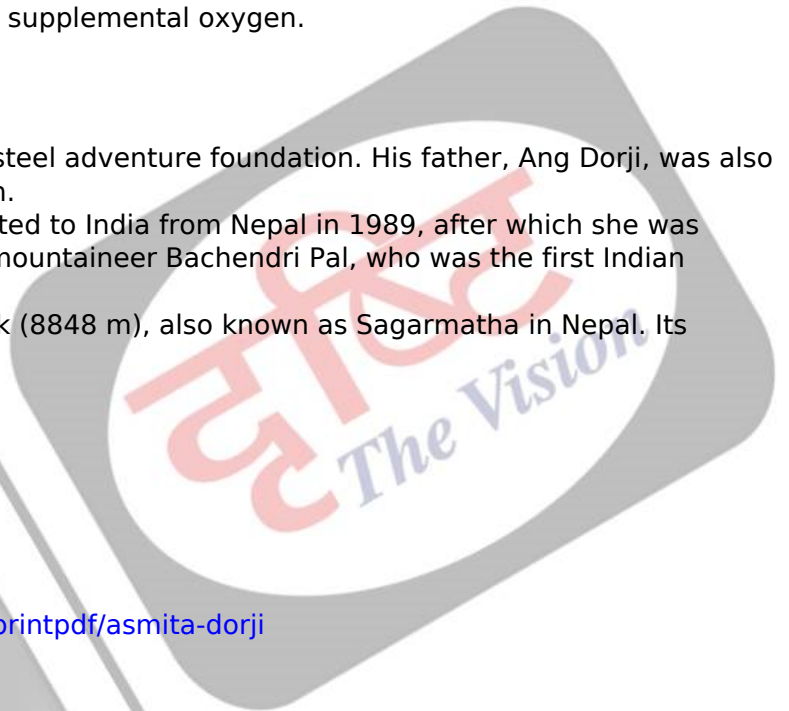 supplemental oxygen.
steel adventure foundation. His father, Ang Dorji, was also
ted to India from Nepal in 1989, after which she was
mountaineer Bachendri Pal, who was the first Indian
k (8848 m), also known as Sagarmatha in Nepal. Its
दृष्टि
The Vision
printpdf/asmita-dorji